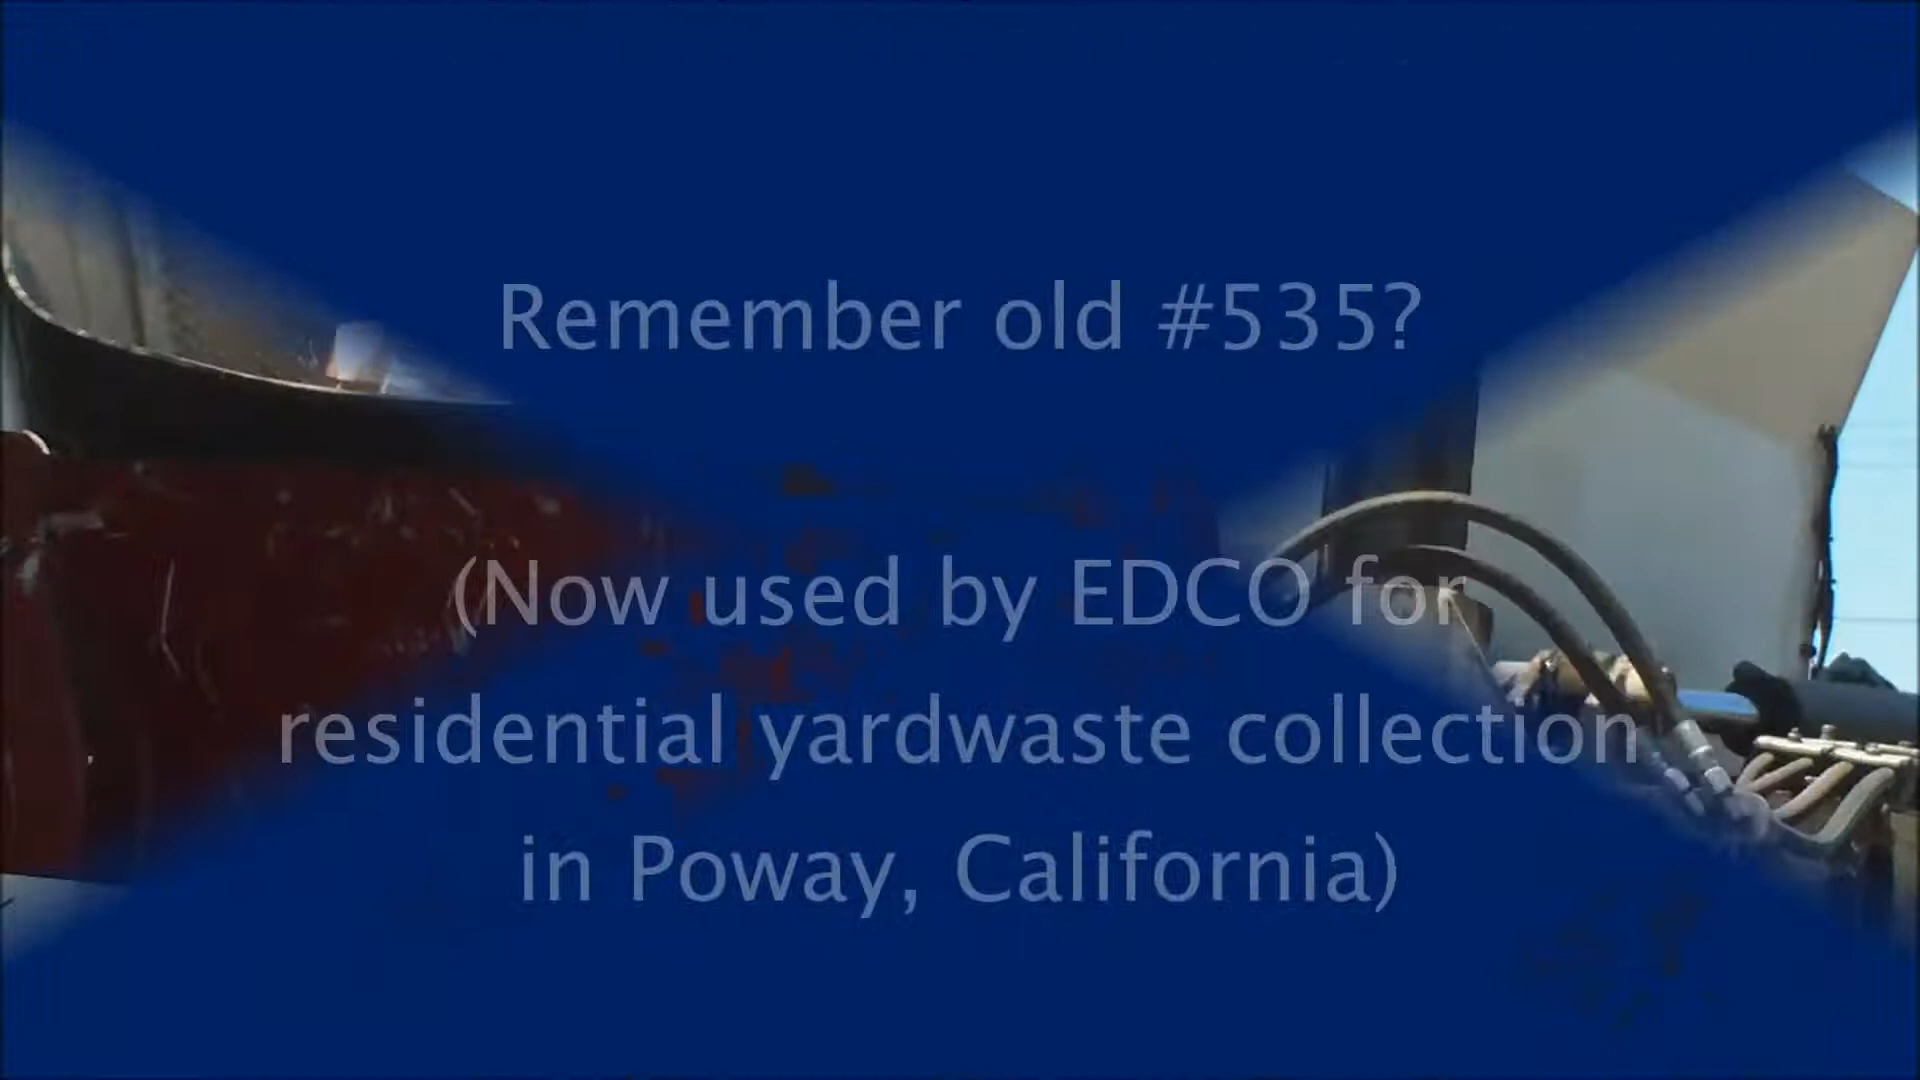 Remember old #535?
(Now used by EDCO for
residential yardwaste collection
in Poway, California)